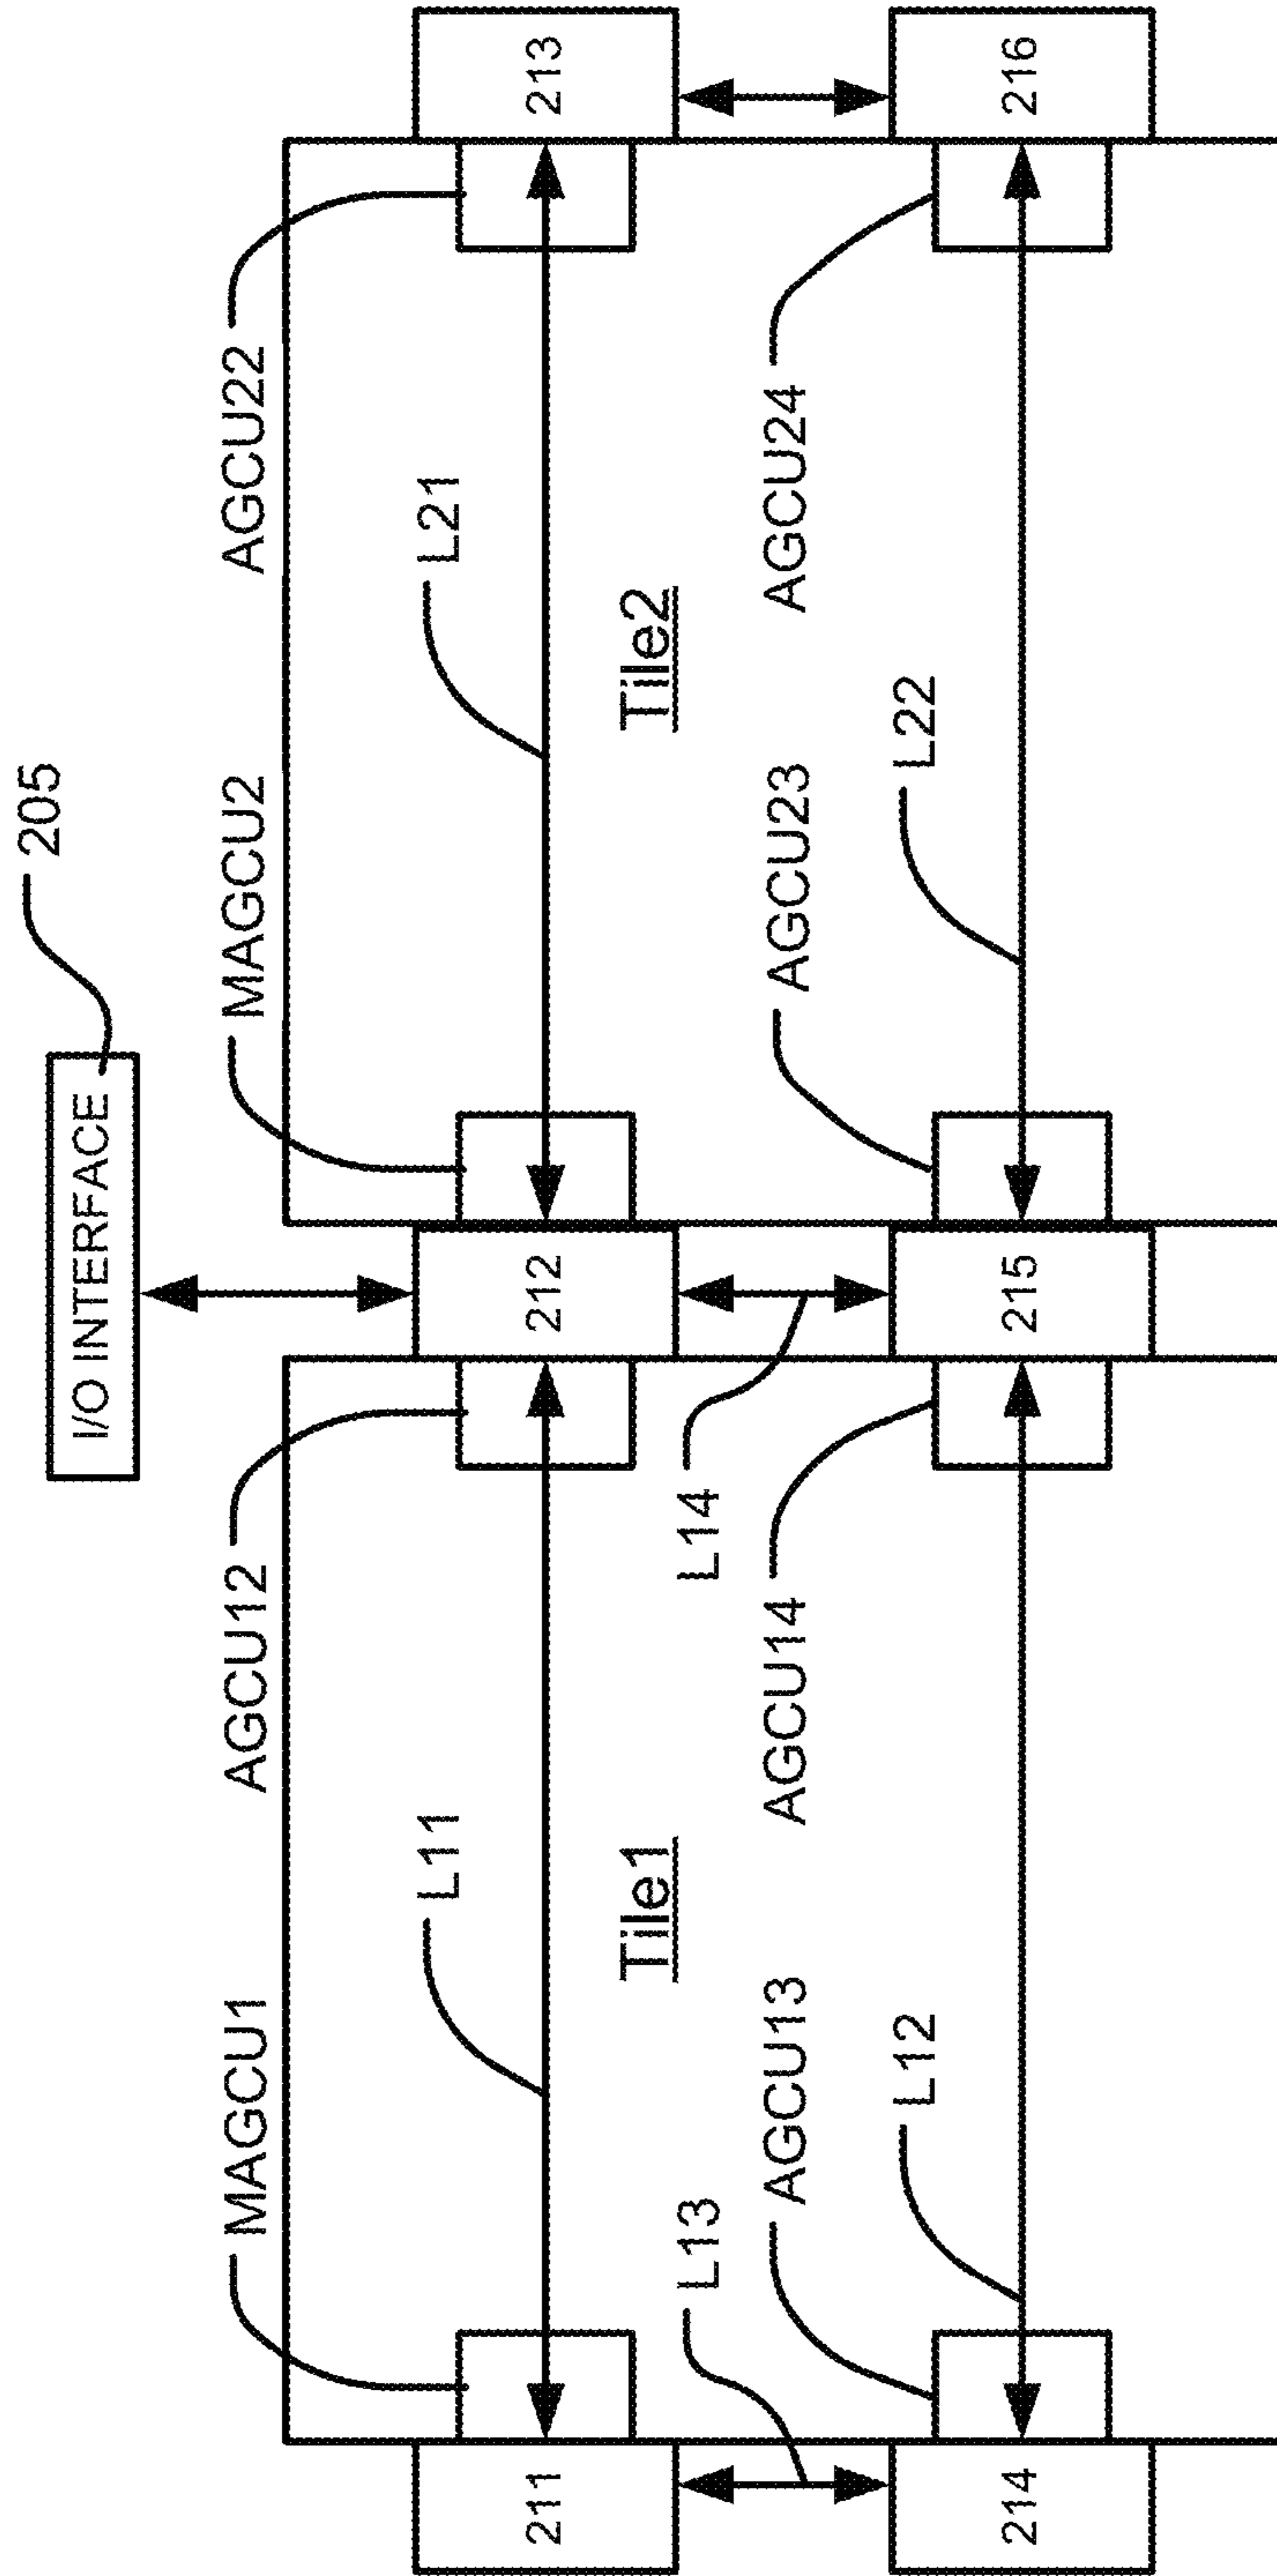 I/O INTERFACE
205
MAGCU1
AGCU12
MAGCU2
AGCU22
L11
L21
211
212
213
Tile1
Tile2
L13
L14
AGCU13
AGCU14
AGCU23
AGCU24
L12
L22
214
215
216